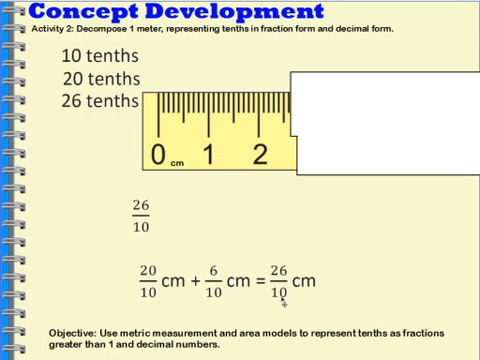 Concept Development
Activity 2: Decompose 1 meter, representing tenths in fraction form and decimal form.
10 tenths
20 tenths
26 tenths
0 cm 1 2
26/10
20/10 cm + 6/10 cm = 26/10 cm
Objective: Use metric measurement and area models to represent tenths as fractions
greater than 1 and decimal numbers.